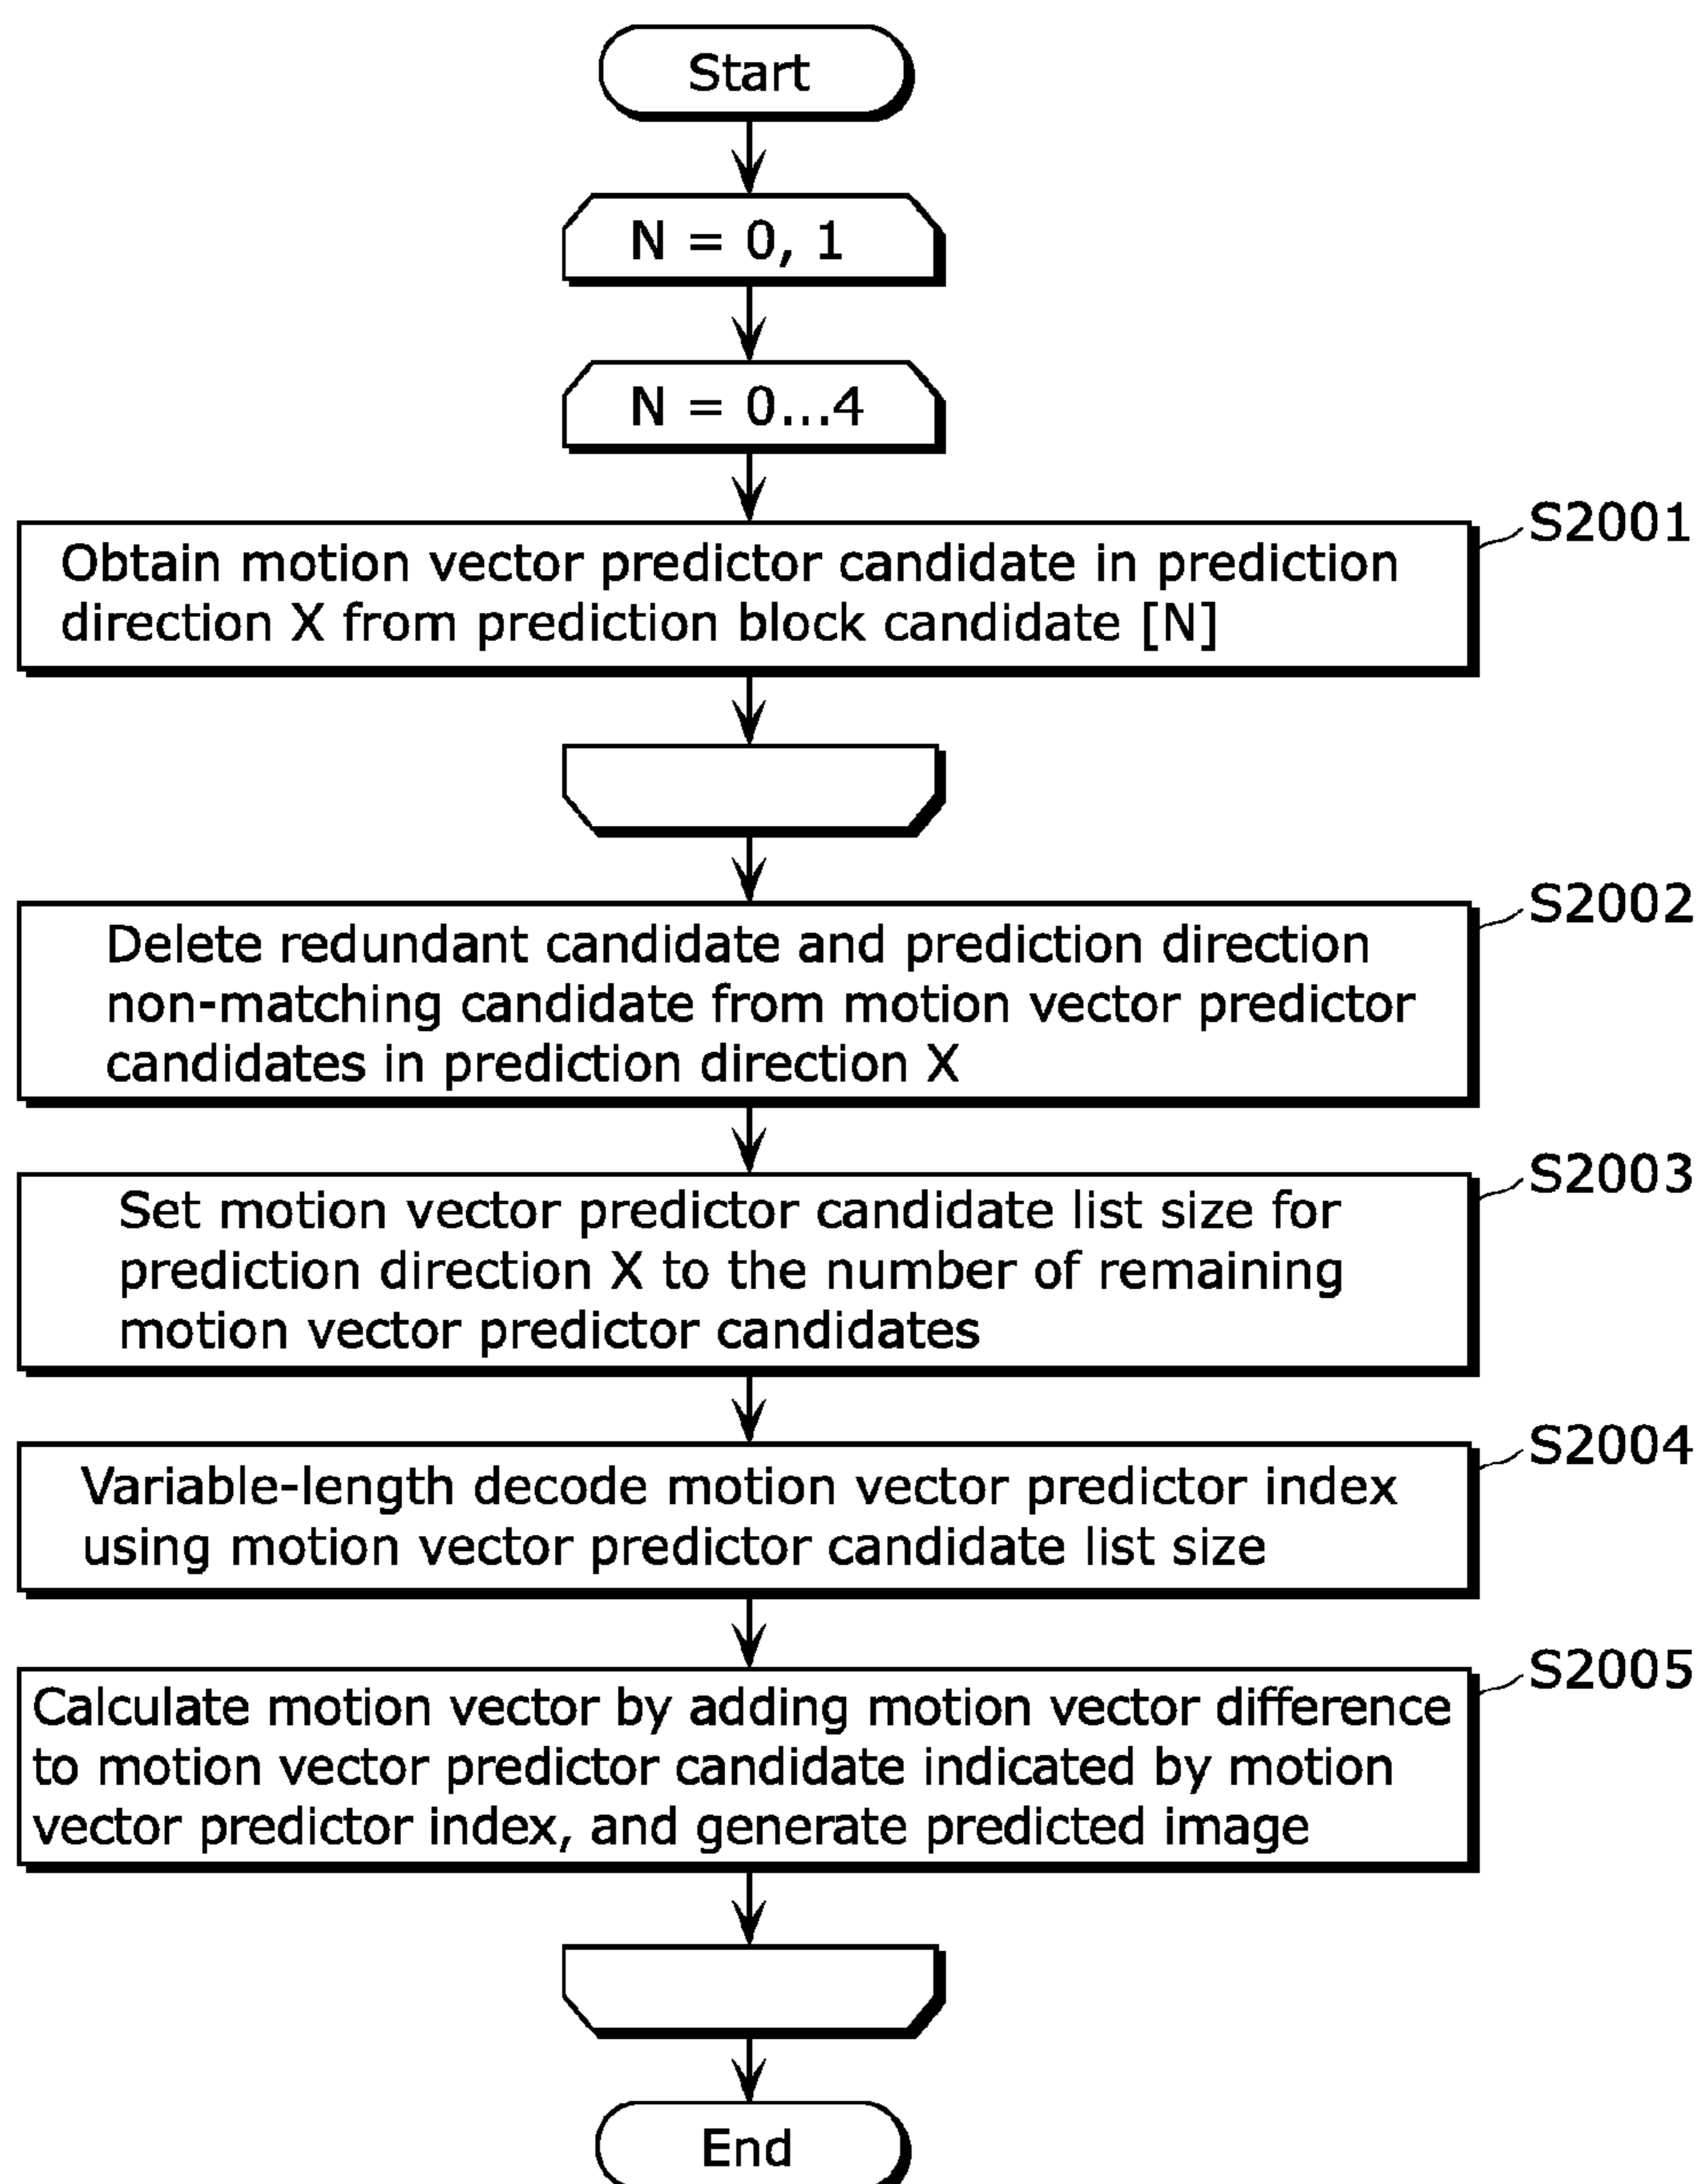 Start
N = 0, 1
N = 0...4
S2001
Obtain motion vector predictor candidate in prediction
direction X from prediction block candidate [N]
S2002
Delete redundant candidate and prediction direction
non-matching candidate from motion vector predictor
candidates in prediction direction X
S2003
Set motion vector predictor candidate list size for
prediction direction X to the number of remaining
motion vector predictor candidates
S2004
Variable-length decode motion vector predictor index
using motion vector predictor candidate list size
S2005
Calculate motion vector by adding motion vector difference
to motion vector predictor candidate indicated by motion
vector predictor index, and generate predicted image
End